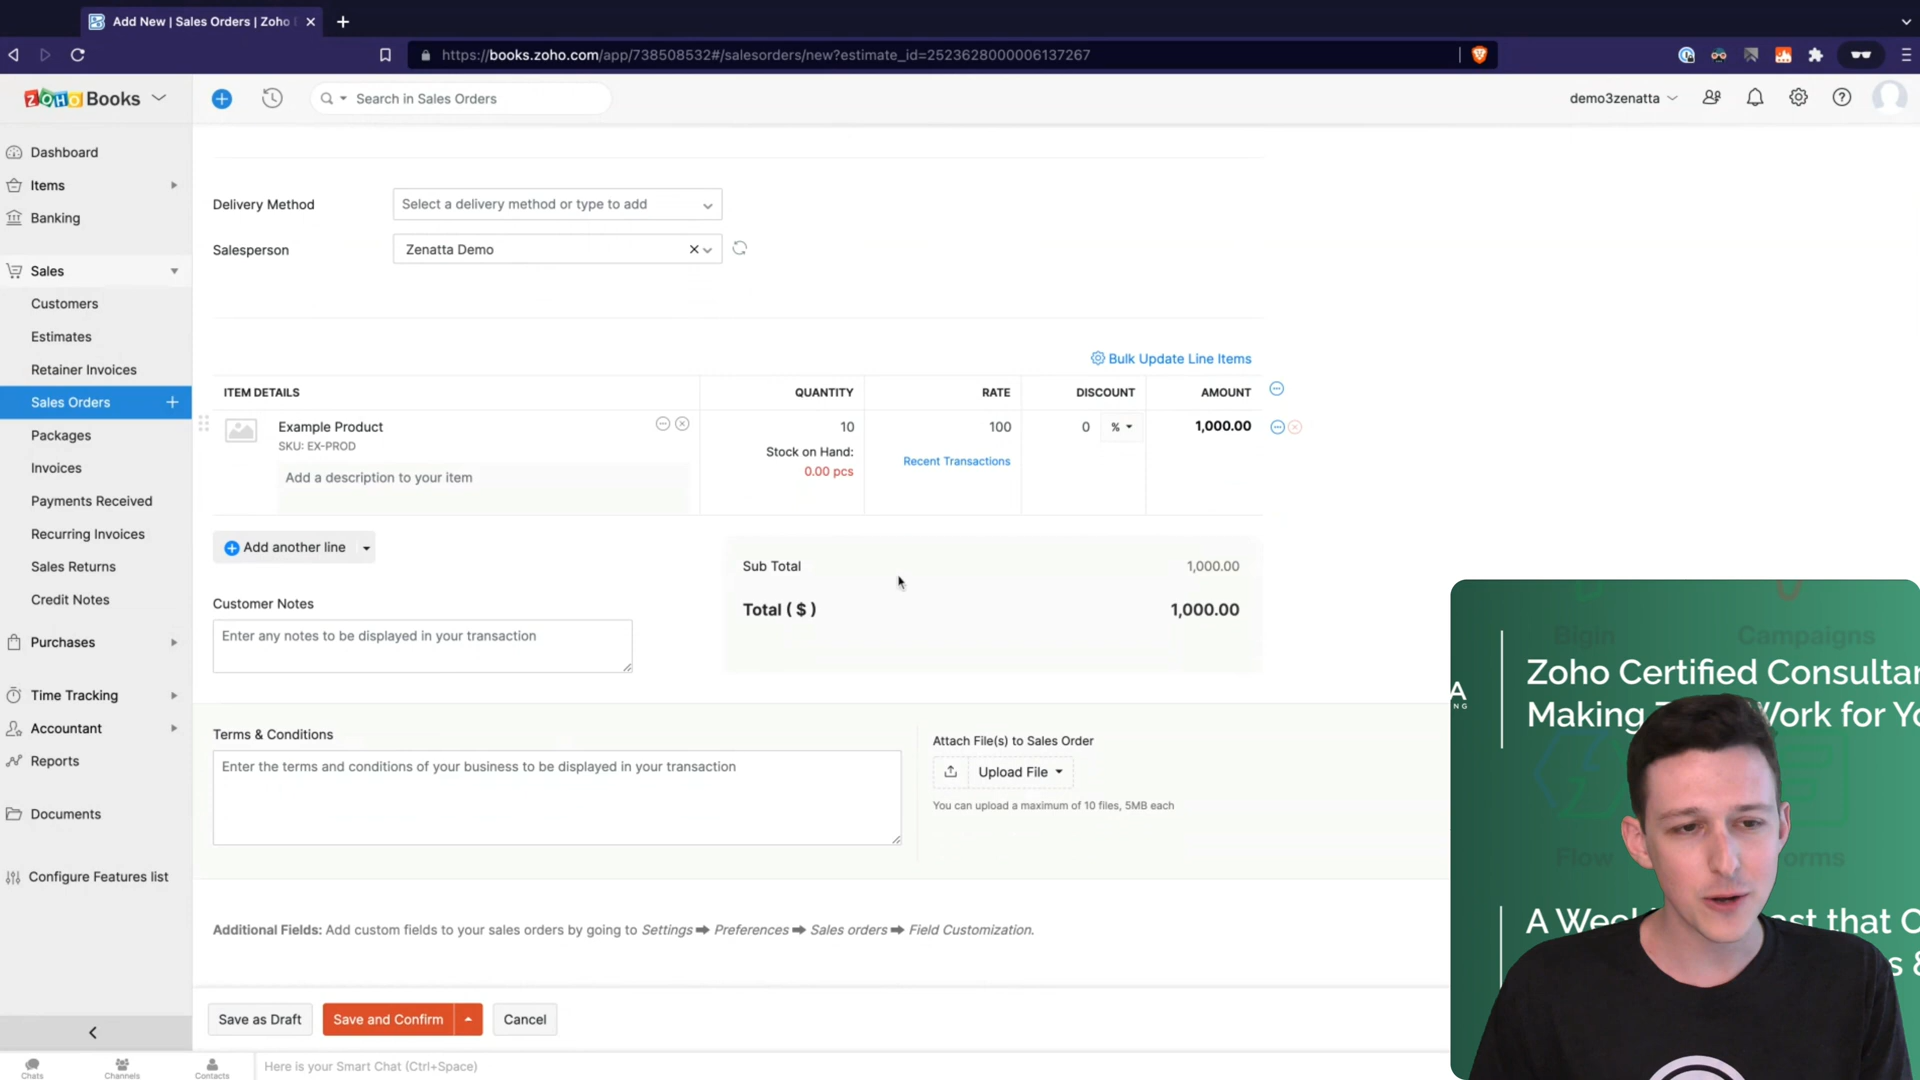 Add New | Sales Orders | Zoho
https://books.zoho.com/app/738508532#/salesorders/new?estimate_id=2523628000006137267
ZOHO Books
Search in Sales Orders
demo3zenatta
Dashboard
Items
Banking
Sales
Customers
Estimates
Retainer Invoices
Sales Orders
Packages
Invoices
Payments Received
Recurring Invoices
Sales Returns
Credit Notes
Purchases
Time Tracking
Accountant
Reports
Documents
Configure Features list
Delivery Method
Select a delivery method or type to add
Salesperson
Zenatta Demo
Bulk Update Line Items
ITEM DETAILS QUANTITY RATE DISCOUNT AMOUNT
Example Product 10 100 0 % 1,000.00
SKU: EX-PROD
Stock on Hand:
0.00 pcs
Recent Transactions
Add a description to your item
Add another line
Sub Total 1,000.00
Total ( $ ) 1,000.00
Customer Notes
Enter any notes to be displayed in your transaction
Terms & Conditions
Enter the terms and conditions of your business to be displayed in your transaction
Attach File(s) to Sales Order
Upload File
You can upload a maximum of 10 files, 5MB each
Additional Fields: Add custom fields to your sales orders by going to Settings ➡ Preferences ➡ Sales orders ➡ Field Customization.
Save as Draft
Save and Confirm
Cancel
Chats
Channels
Contacts
Here is your Smart Chat (Ctrl+Space)
Bigin
Campaigns
Zoho Certified
Making Work for
Flow
A